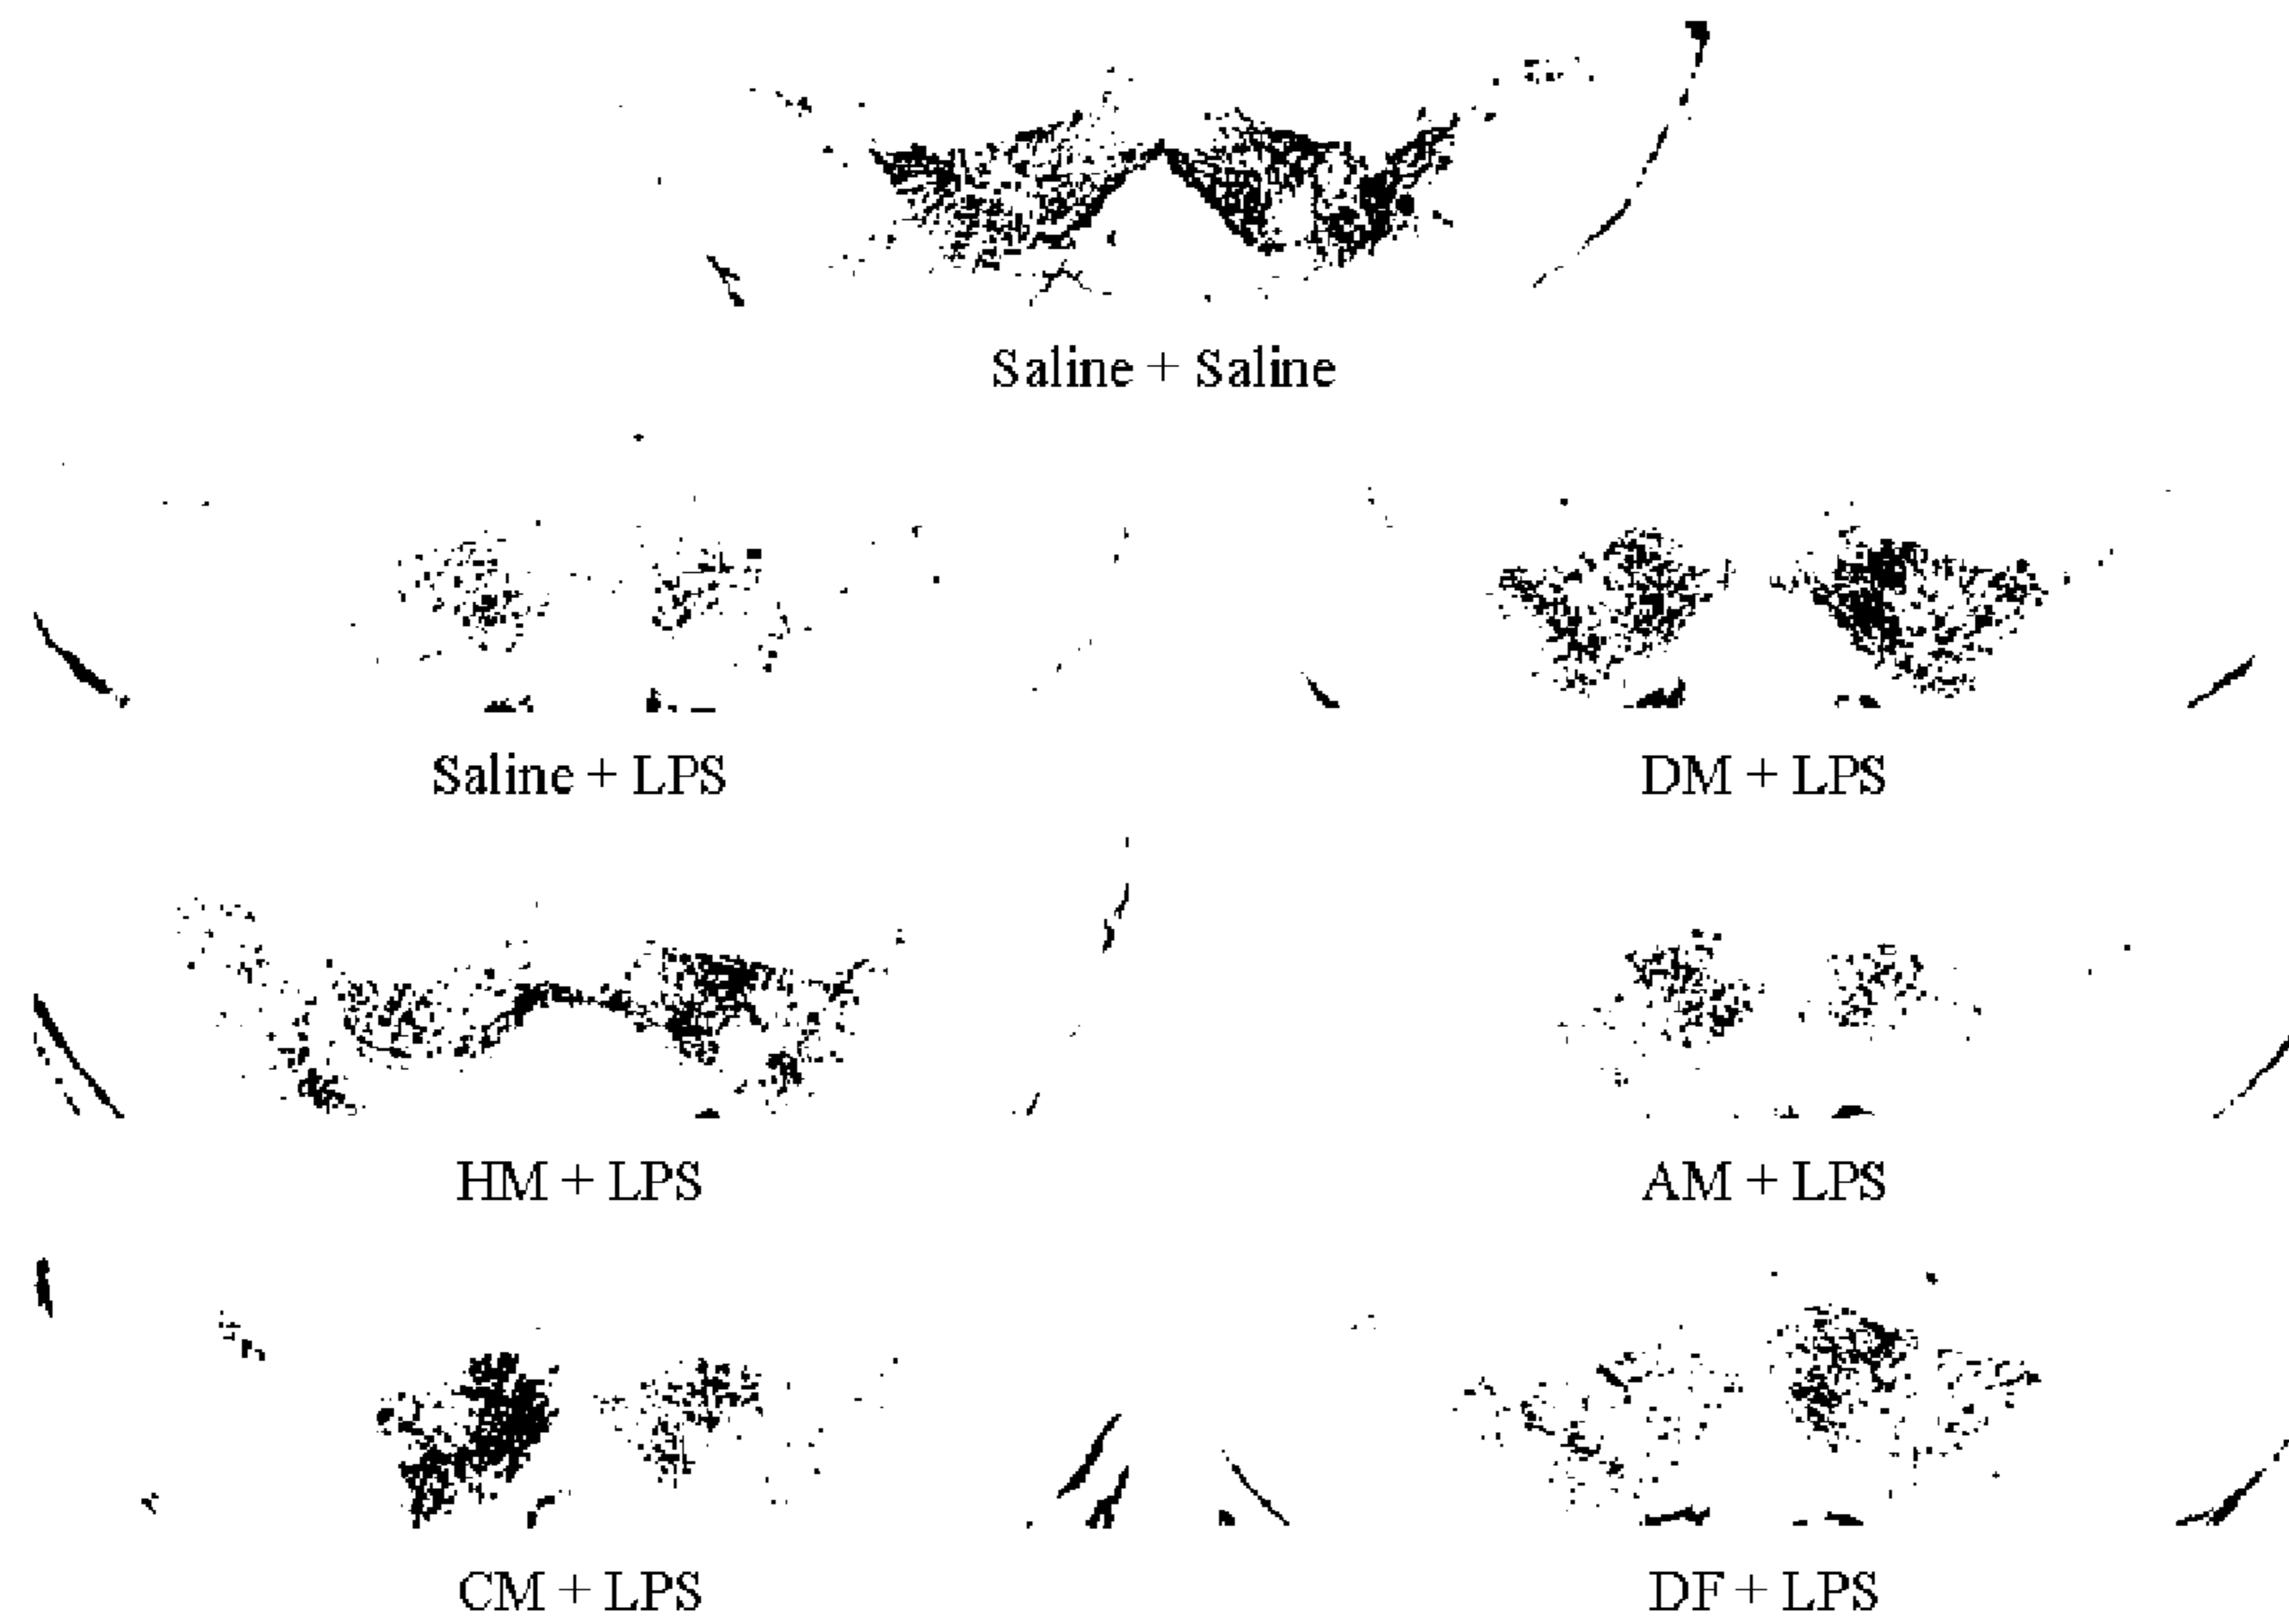 Saline + Saline
Saline + LPS
DM + LPS
HM + LPS
AM + LPS
CM + LPS
DF + LPS